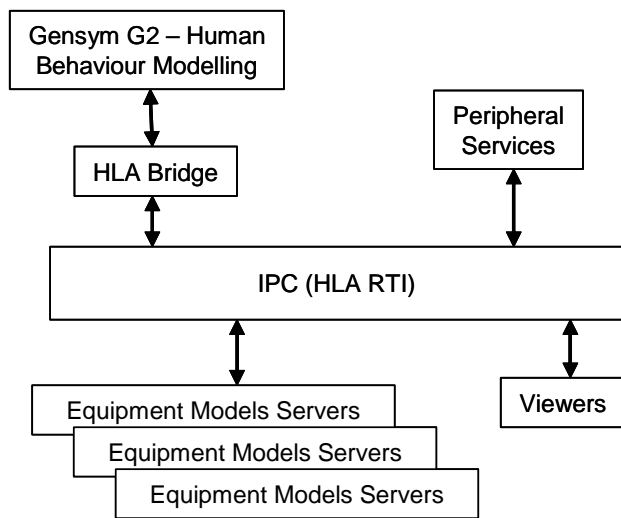 Gensym G2 – Human
Behaviour Modelling
Peripheral
Services
HLA Bridge
IPC (HLA RTI)
Equipment Models Servers
Equipment Models Servers
Equipment Models Servers
Viewers